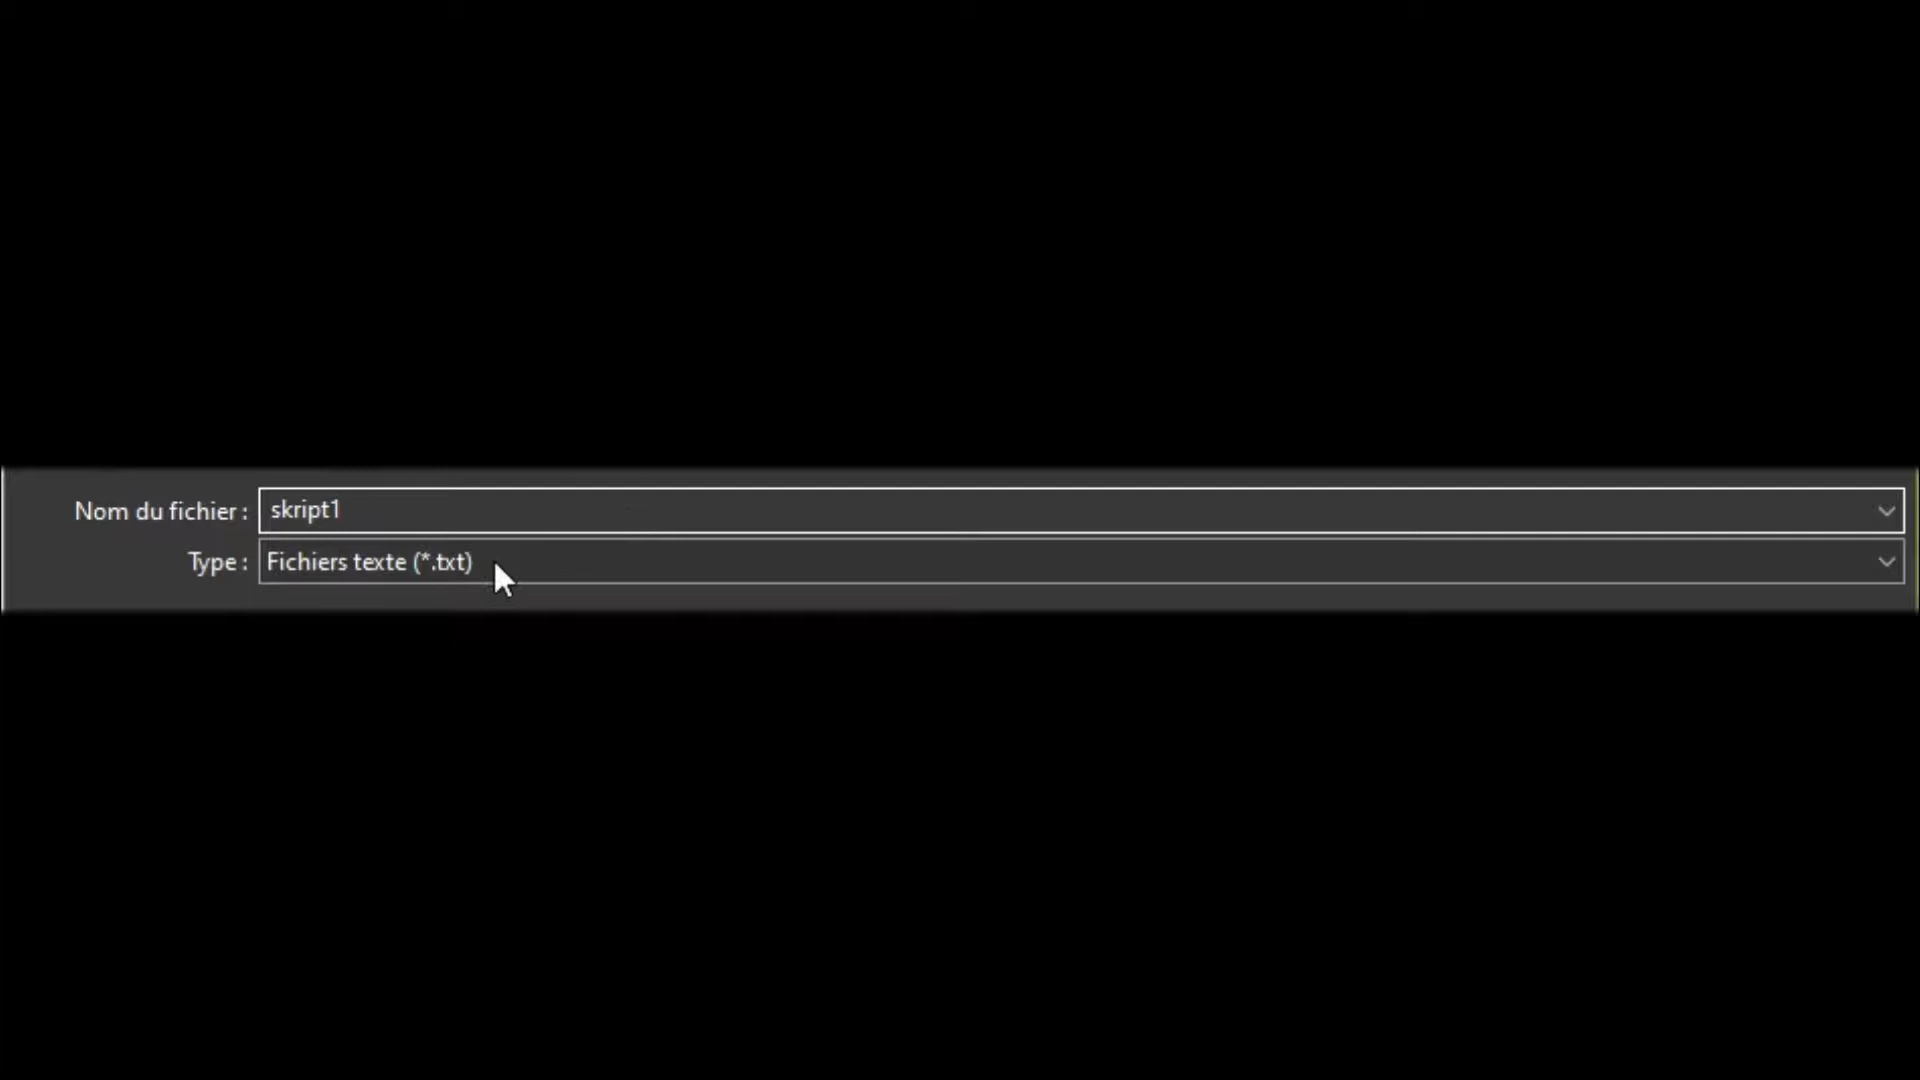 Nom du fichier : skript1
Type : Fichiers texte (*.txt)